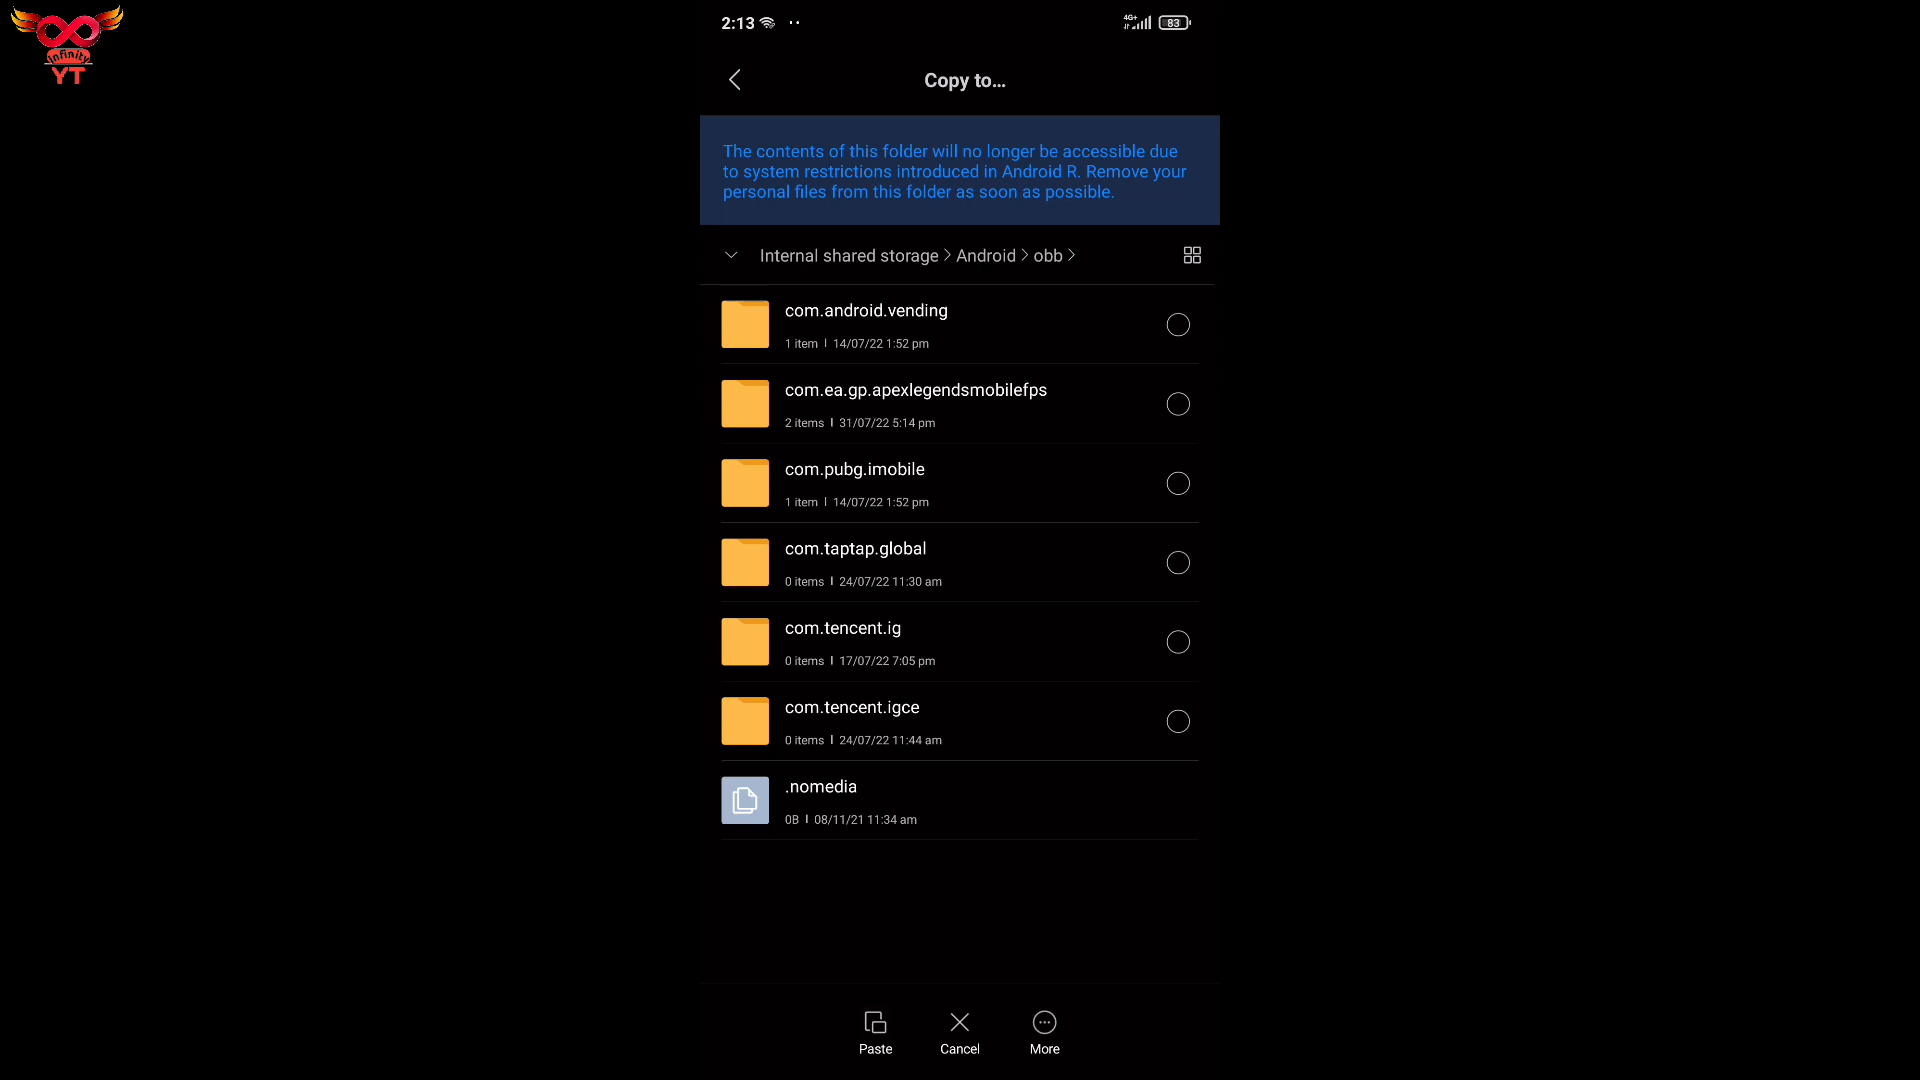 Infinity
YT
2:13
4G+
83
Copy to...
The contents of this folder will no longer be accessible due
to system restrictions introduced in Android R. Remove your
personal files from this folder as soon as possible.
Internal shared storage > Android > obb >
com.android.vending
1 item | 14/07/22 1:52 pm
com.ea.gp.apexlegendsmobilefps
2 items | 31/07/22 5:14 pm
com.pubg.imobile
1 item | 14/07/22 1:52 pm
com.taptap.global
0 items | 24/07/22 11:30 am
com.tencent.ig
0 items | 17/07/22 7:05 pm
com.tencent.igce
0 items | 24/07/22 11:44 am
.nomedia
0B | 08/11/21 11:34 am
Paste
Cancel
More